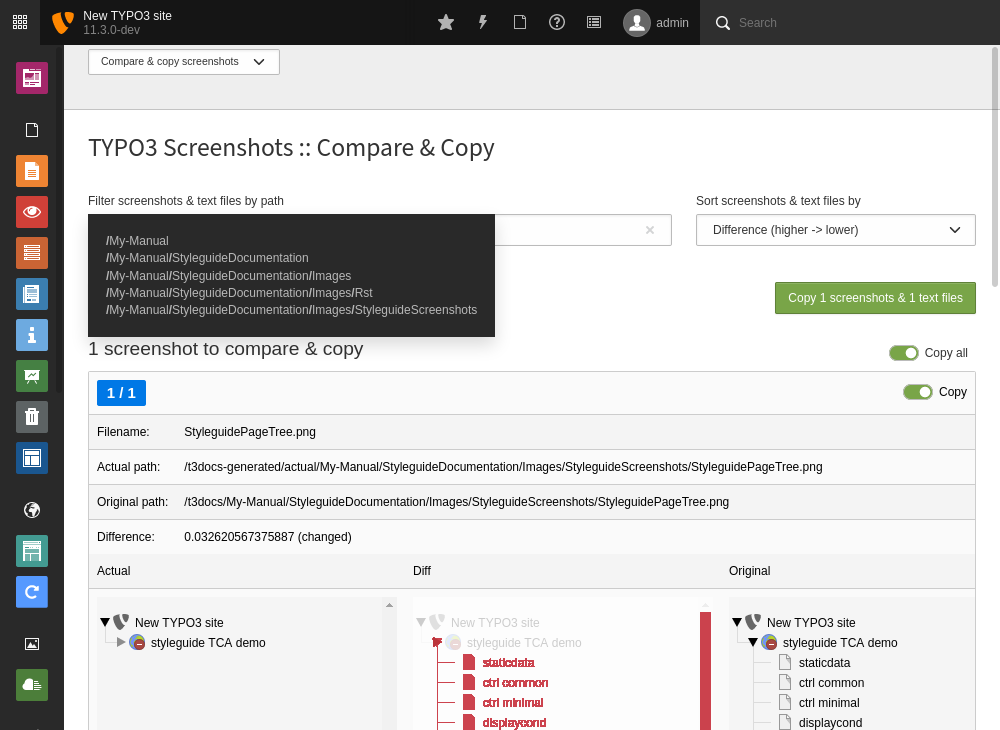 New TYPO3 site
11.3.0-dev
admin
Search
Compare & copy screenshots
TYPO3 Screenshots :: Compare & Copy
Filter screenshots & text files by path
Sort screenshots & text files by
Difference (higher -> lower)
/My-Manual
/My-Manual/StyleguideDocumentation
/My-Manual/StyleguideDocumentation/Images
/My-Manual/StyleguideDocumentation/Images/Rst
/My-Manual/StyleguideDocumentation/Images/StyleguideScreenshots
Copy 1 screenshots & 1 text files
1 screenshot to compare & copy
Copy all
1 / 1
Copy
Filename: StyleguidePageTree.png
Actual path: /t3docs-generated/actual/My-Manual/StyleguideDocumentation/Images/StyleguideScreenshots/StyleguidePageTree.png
Original path: /t3docs/My-Manual/StyleguideDocumentation/Images/StyleguideScreenshots/StyleguidePageTree.png
Difference: 0.032620567375887 (changed)
Actual
Diff
Original
New TYPO3 site
styleguide TCA demo
New TYPO3 site
styleguide TCA demo
staticdata
ctrl common
ctrl minimal
displaycond
New TYPO3 site
styleguide TCA demo
staticdata
ctrl common
ctrl minimal
displaycond